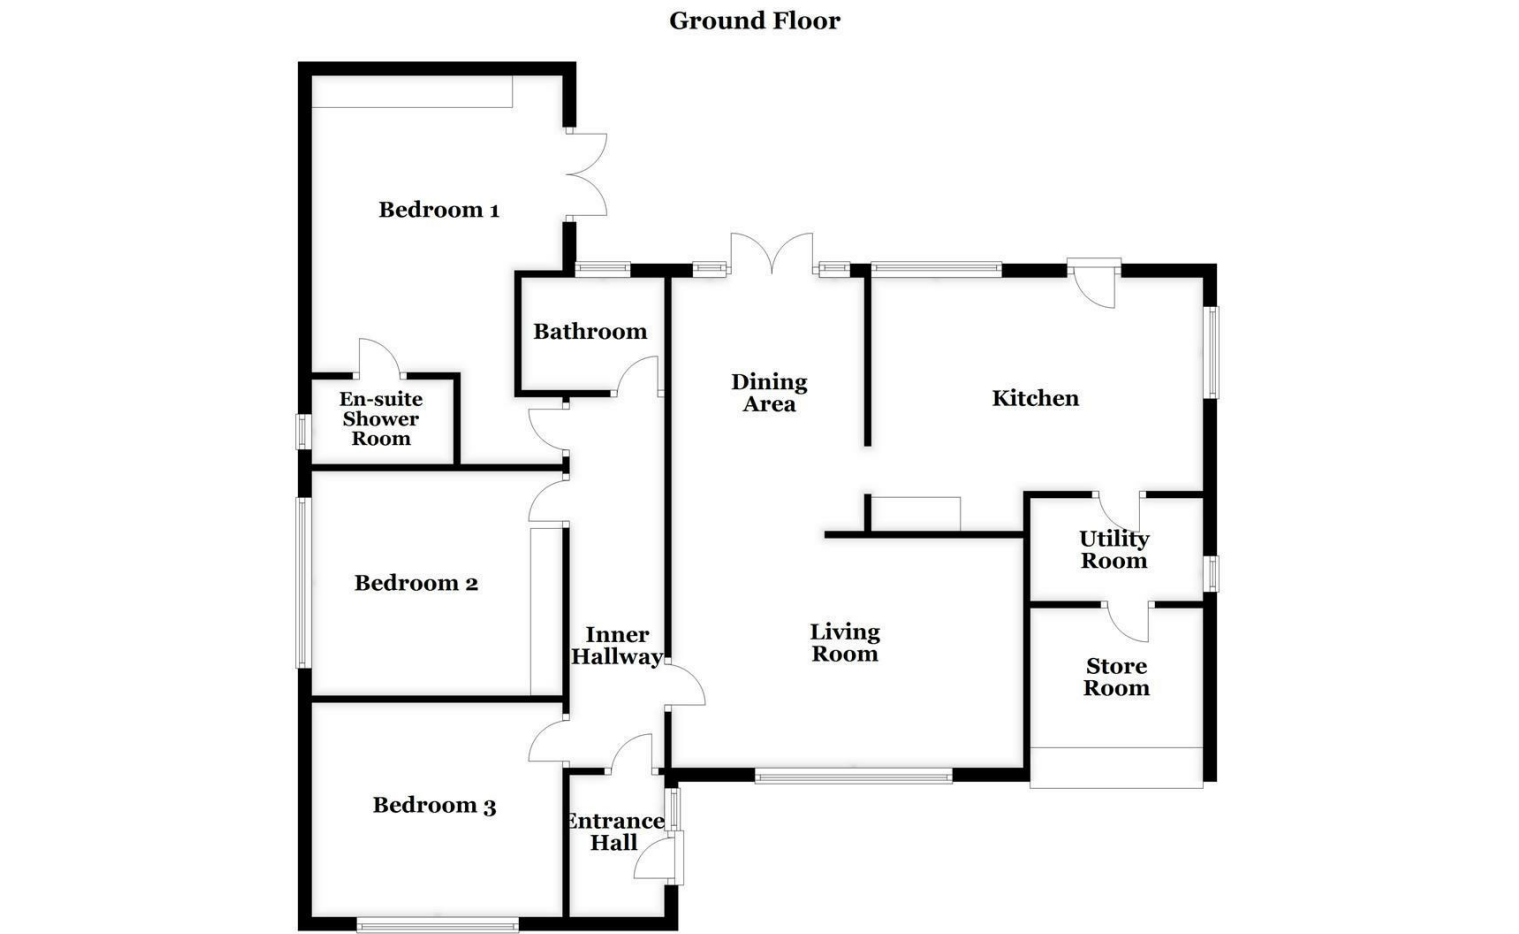 Ground Floor
Bedroom 1
Bathroom
Dining
Area
Kitchen
En-suite
Shower
Room
Utility
Room
Bedroom 2
Inner
Hallway
Living
Room
Store
Room
Bedroom 3
Entrance
Hall